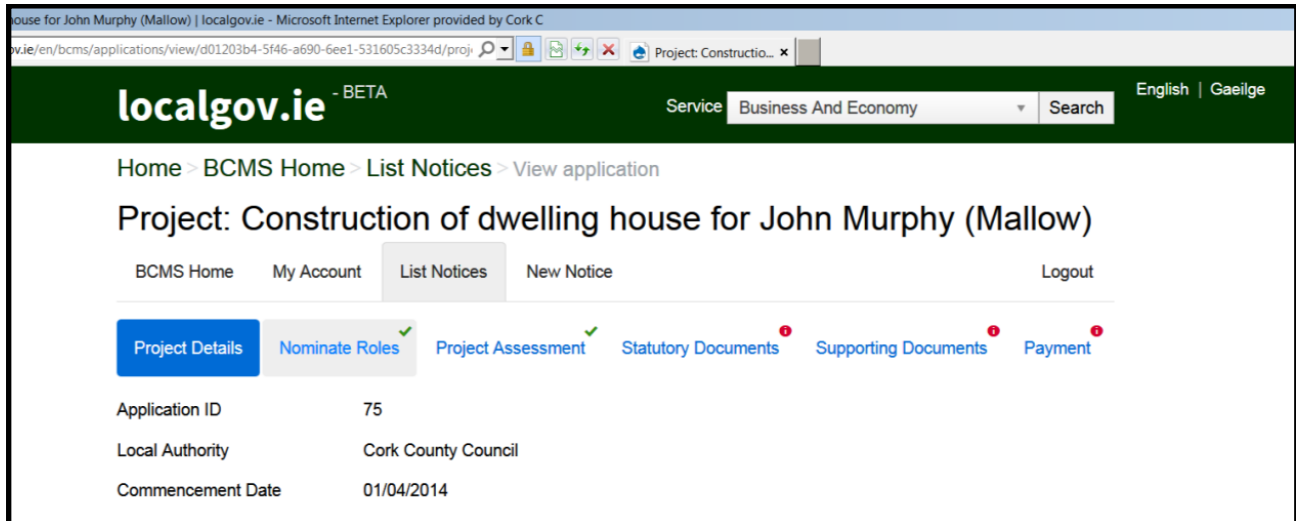 ouse for John Murphy (Mallow) | localgov.ie - Microsoft Internet Explorer provided by Cork C
ov.ie/en/bcms/applications/view/d01203b4-5f46-a690-6ee1-531605c3334d/proj
Project: Constructio...
localgov.ie - BETA
Service Business And Economy Search
English | Gaeilge
Home > BCMS Home > List Notices > View application
Project: Construction of dwelling house for John Murphy (Mallow)
BCMS Home My Account List Notices New Notice Logout
Project Details Nominate Roles Project Assessment Statutory Documents Supporting Documents Payment
Application ID 75
Local Authority Cork County Council
Commencement Date 01/04/2014